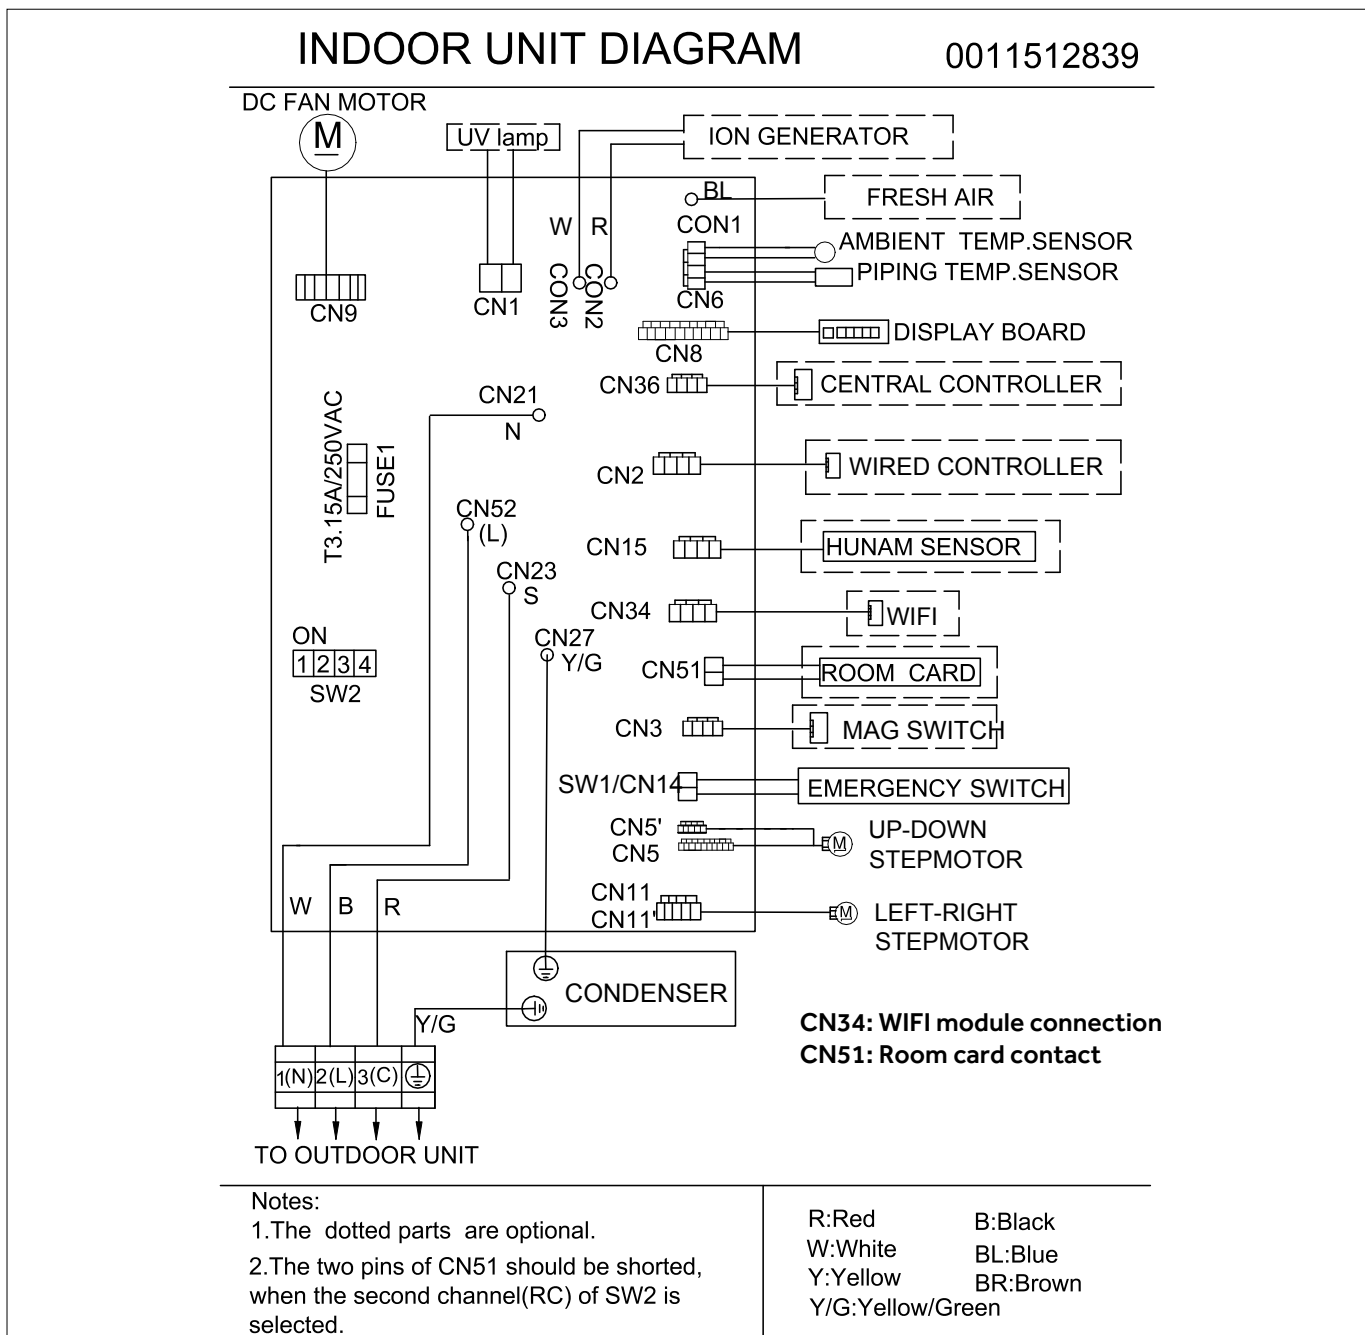 INDOOR UNIT DIAGRAM 0011512839
DC FAN MOTOR
M
UV lamp
ION GENERATOR
BL
FRESH AIR
W R
CON1
AMBIENT TEMP.SENSOR
PIPING TEMP.SENSOR
CN9
CN1
CON3
CON2
CN6
DISPLAY BOARD
CN8
CN36
CENTRAL CONTROLLER
CN21
N
T3.15A/250VAC
FUSE1
CN2
WIRED CONTROLLER
CN52
(L)
CN15
HUNAM SENSOR
CN23
S
CN34
WIFI
ON
1 2 3 4
SW2
CN27
Y/G
CN51
ROOM CARD
CN3
MAG SWITCH
SW1/CN14
EMERGENCY SWITCH
CN5'
CN5
M
UP-DOWN
STEPMOTOR
W B R
CN11
CN11'
M
LEFT-RIGHT
STEPMOTOR
CONDENSER
Y/G
CN34: WIFI module connection
CN51: Room card contact
1(N) 2(L) 3(C)
TO OUTDOOR UNIT
Notes:
1.The dotted parts are optional.
2.The two pins of CN51 should be shorted,
when the second channel(RC) of SW2 is
selected.
R:Red B:Black
W:White BL:Blue
Y:Yellow BR:Brown
Y/G:Yellow/Green